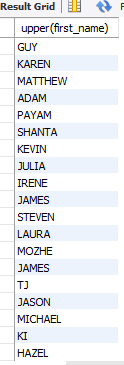 Result Grid
upper(first_name)
GUY
KAREN
MATTHEW
ADAM
PAYAM
SHANTA
KEVIN
JULIA
IRENE
JAMES
STEVEN
LAURA
MOZHE
JAMES
TJ
JASON
MICHAEL
KI
HAZEL